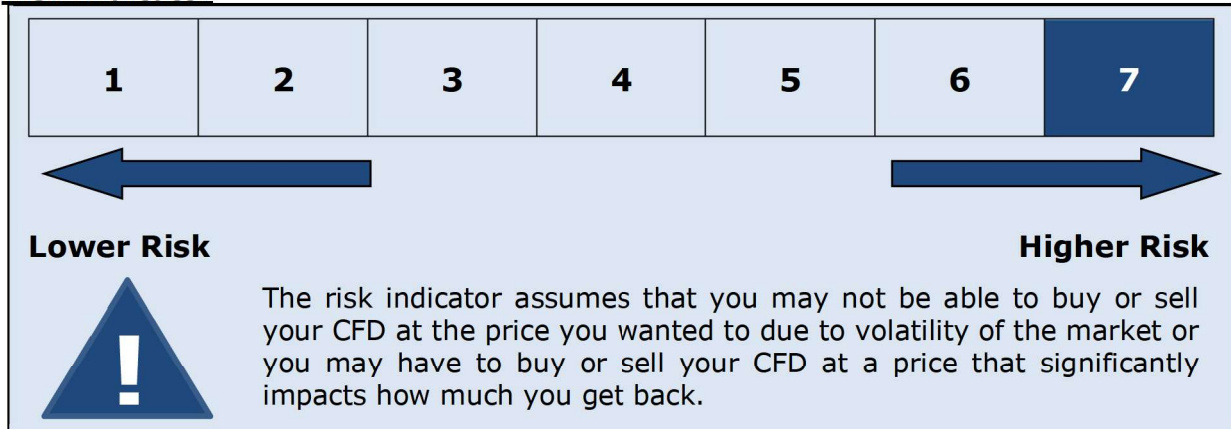 1 2 3 4 5 6 7
Lower Risk Higher Risk
!
The risk indicator assumes that you may not be able to buy or sell
your CFD at the price you wanted to due to volatility of the market or
you may have to buy or sell your CFD at a price that significantly
impacts how much you get back.